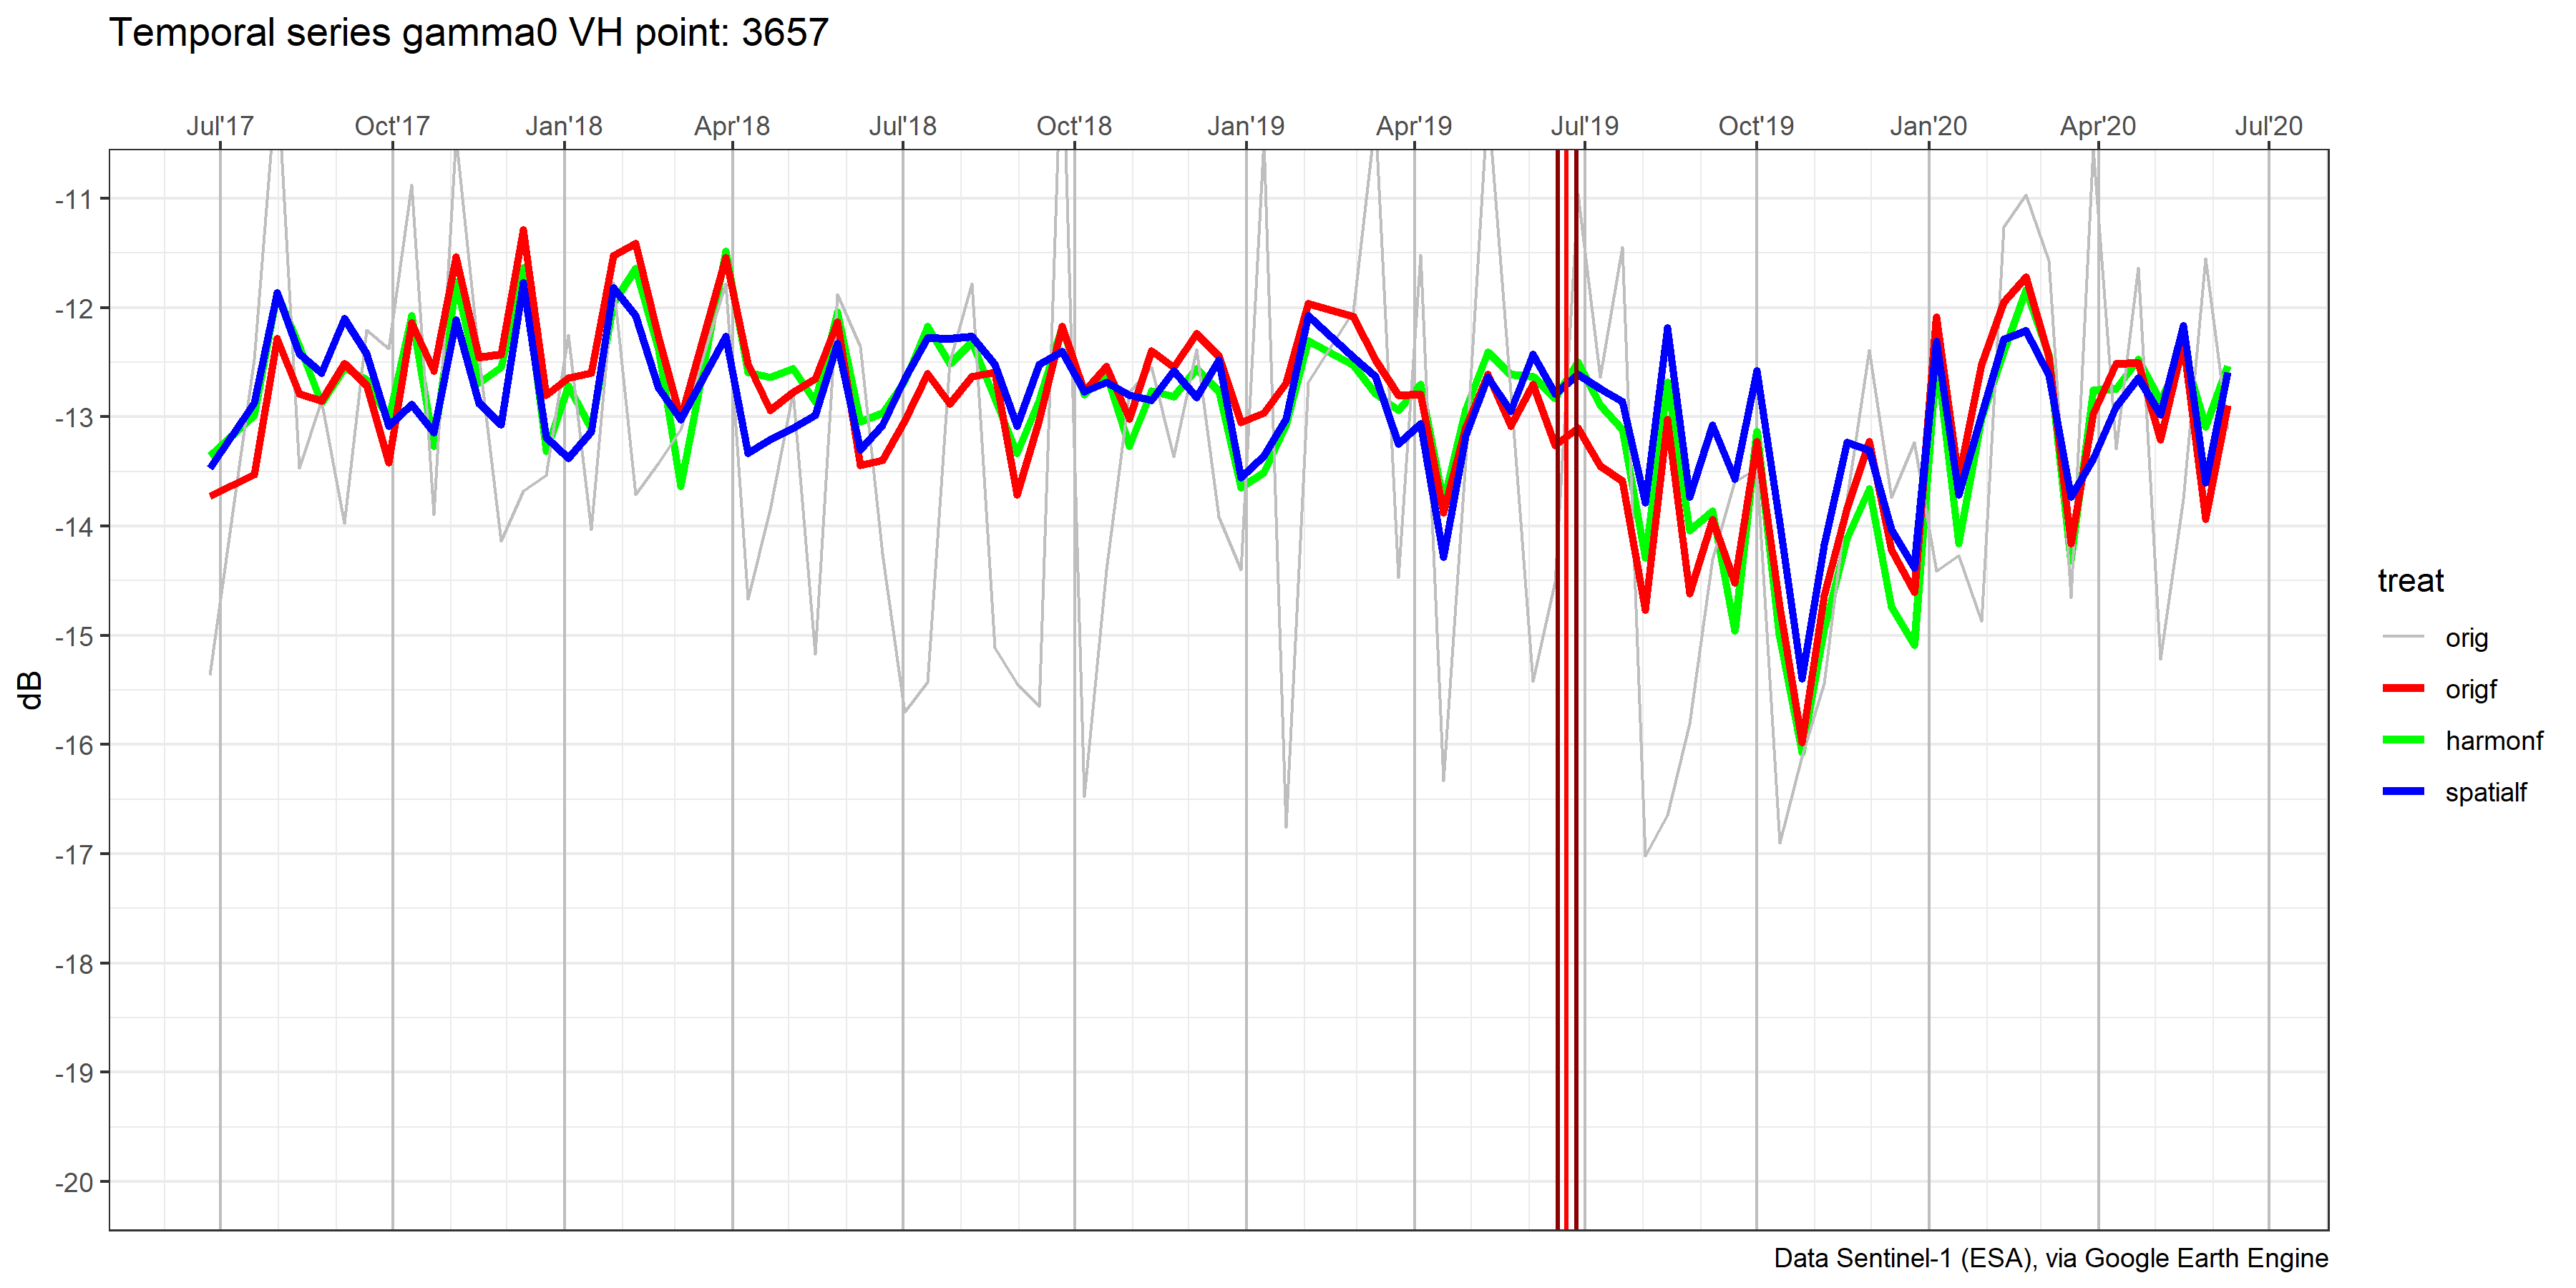 Temporal series gamma0 VH point: 3657
Jul'17 Oct'17 Jan'18 Apr'18 Jul'18 Oct'18 Jan'19 Apr'19 Jul'19 Oct'19 Jan'20 Apr'20 Jul'20
-11
-12
-13
-14
-15
-16
-17
-18
-19
-20
dB
treat
orig
origf
harmonf
spatialf
Data Sentinel-1 (ESA), via Google Earth Engine